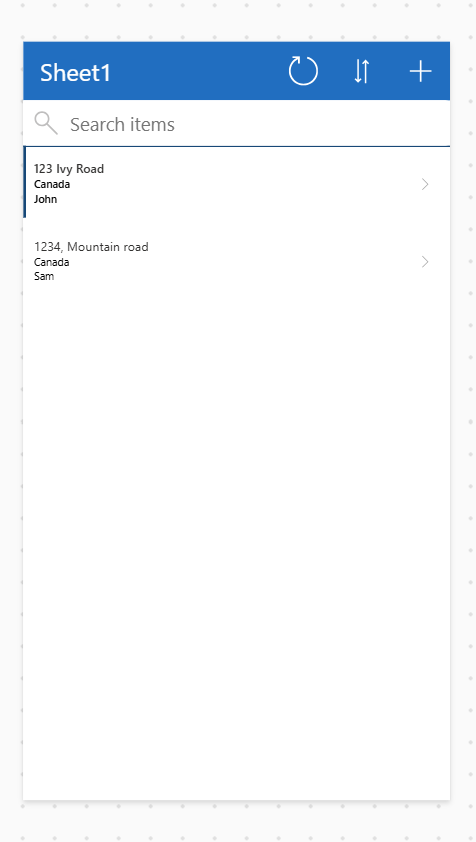 Sheet1
Search items
123 Ivy Road
Canada
John
1234, Mountain road
Canada
Sam